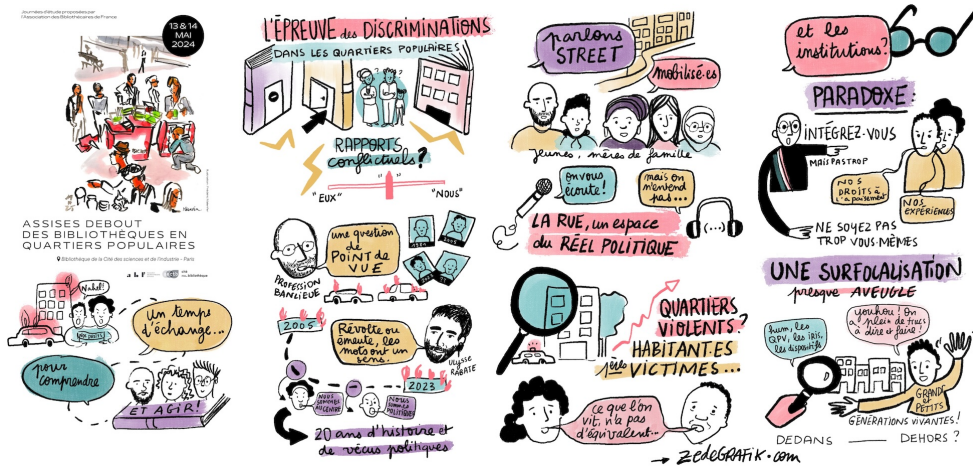 Journées d'étude proposées par
l'Association des Bibliothécaires de France
13 & 14
MAI
2024
ASSISES DEBOUT
DES BIBLIOTHÈQUES EN
QUARTIERS POPULAIRES
Bibliothèque de la Cité des sciences et de l'industrie - Paris
abf
Nahel!
NOS DROITS!
Un temps
d'échange...
pour
comprendre
ET AGIR!
L'ÉPREUVE des DISCRIMINATIONS
DANS LES QUARTIERS POPULAIRES
RAPPORTS
conflictuels?
"EUX"
"NOUS"
une question
de
POINT de
VUE
PROFESSION
BANLIEUE
2005
Révolte ou
émeute, les
mots ont un
sens.
ULYSSE
RABATÉ
2023
NOUS
SOMMES
POLITIQUES
20 ans d'histoire et
de vécus politiques
parlons
STREET
mobilisé·es
Jeunes, mères de famille
on vous
écoute!
mais on
n'entend
pas...
LA RUE, un espace
du RÉEL POLITIQUE
QUARTIERS
VIOLENTS?
HABITANT·ES
VICTIMES...
Ce que l'on
vit, n'a pas
d'équivalent...
→ ZEdEGRAFiK.com
et les
institutions?
PARADOXE
INTÉGREZ-VOUS
MAIS PAS TROP
NOS
DROITS à
l'apaisement
NOS
EXPÉRIENCES
NE SOYEZ PAS
TROP VOUS-MÊMES
UNE SURFOCALISATION
presque AVEUGLE
hum, les
QPV, les IRIS,
les dispositifs
youhou! On
a plein de trucs
à dire et faire!
GRANDS
et
PETITS
GÉNÉRATIONS VIVANTES!
DEDANS — DEHORS?